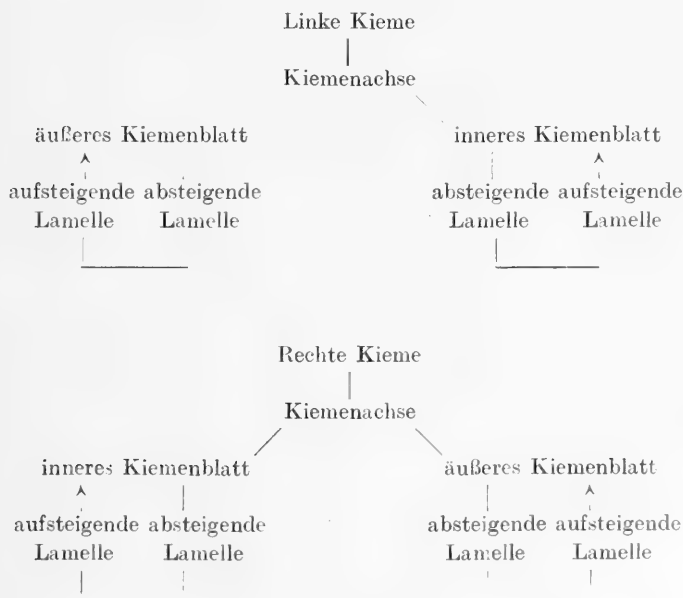 Linke Kieme
Kiemenachse
äußeres Kiemenblatt inneres Kiemenblatt
aufsteigende absteigende absteigende aufsteigende
Lamelle Lamelle Lamelle Lamelle
Rechte Kieme
Kiemenachse
inneres Kiemenblatt äußeres Kiemenblatt
aufsteigende absteigende absteigende aufsteigende
Lamelle Lamelle Lamelle Lamelle